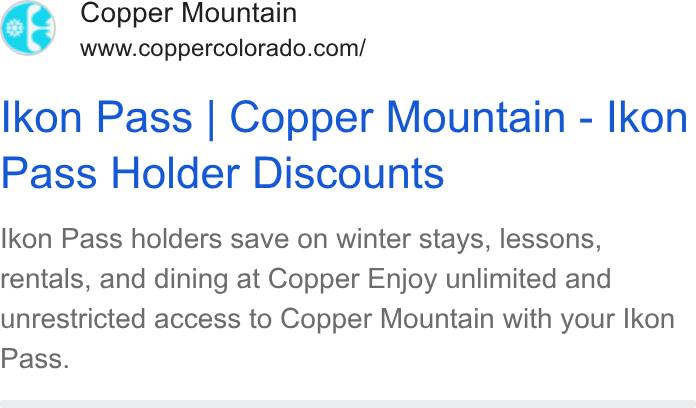 Copper Mountain
www.coppercolorado.com/
Ikon Pass | Copper Mountain - Ikon
Pass Holder Discounts
Ikon Pass holders save on winter stays, lessons,
rentals, and dining at Copper Enjoy unlimited and
unrestricted access to Copper Mountain with your Ikon
Pass.